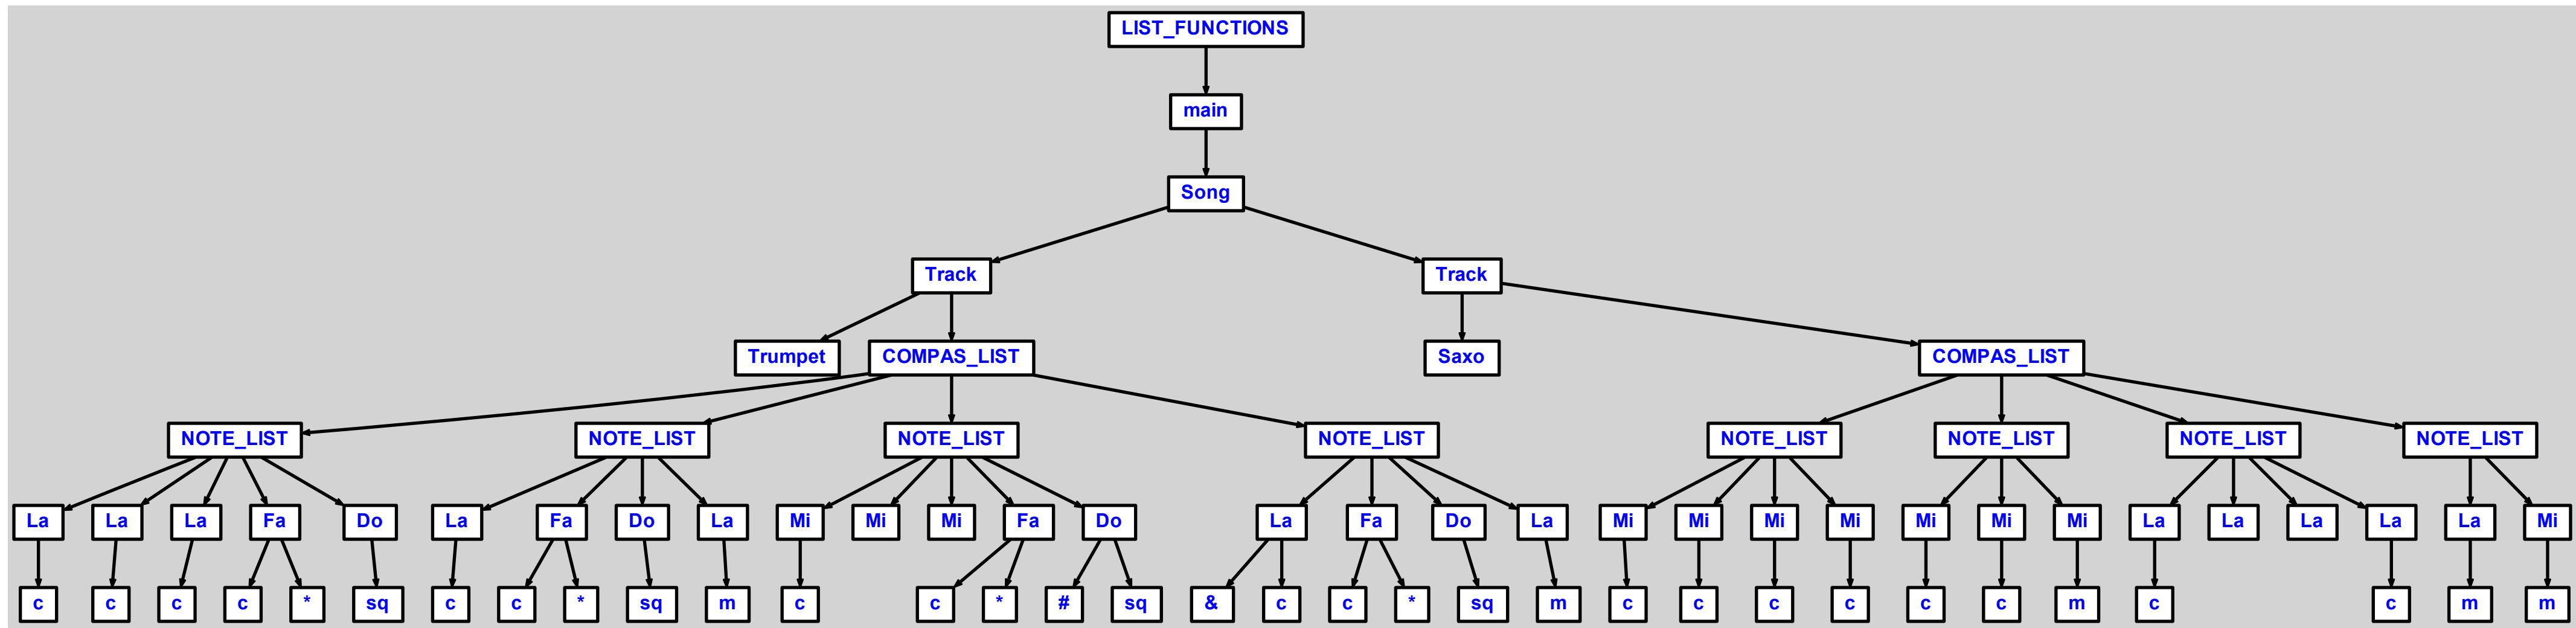 LIST_FUNCTIONS
main
Song
Track Track
Trumpet COMPAS_LIST Saxo COMPAS_LIST
NOTE_LIST NOTE_LIST NOTE_LIST NOTE_LIST NOTE_LIST NOTE_LIST NOTE_LIST NOTE_LIST
La La La Fa Do La Fa Do La Mi Mi Mi Fa Do La Fa Do La Mi Mi Mi Mi Mi Mi Mi La La La La La Mi
c c c c * sq c c * sq m c c * # sq & c c * sq m c c c c c c m c c m m